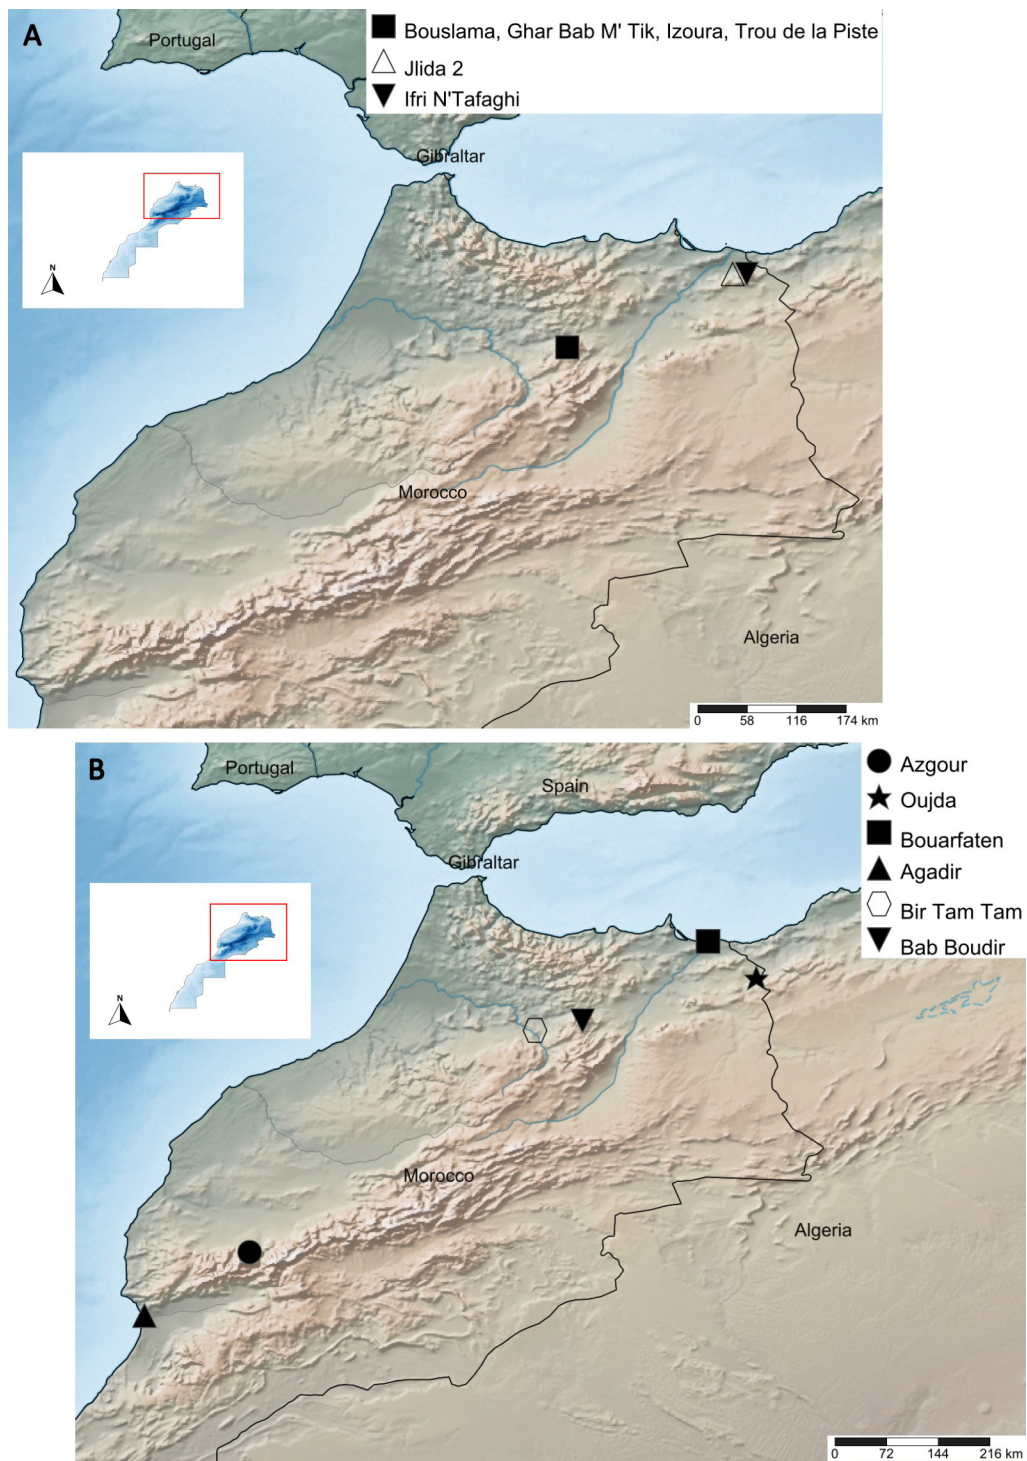 A
Portugal
Bouslama, Ghar Bab M' Tik, Izoura, Trou de la Piste
Jlida 2
Ifri N'Tafaghi
Gibraltar
N
Morocco
Algeria
0 58 116 174 km
B
Portugal
Spain
Azgour
Oujda
Bouarfaten
Agadir
Bir Tam Tam
Bab Boudir
Gibraltar
N
Morocco
Algeria
0 72 144 216 km